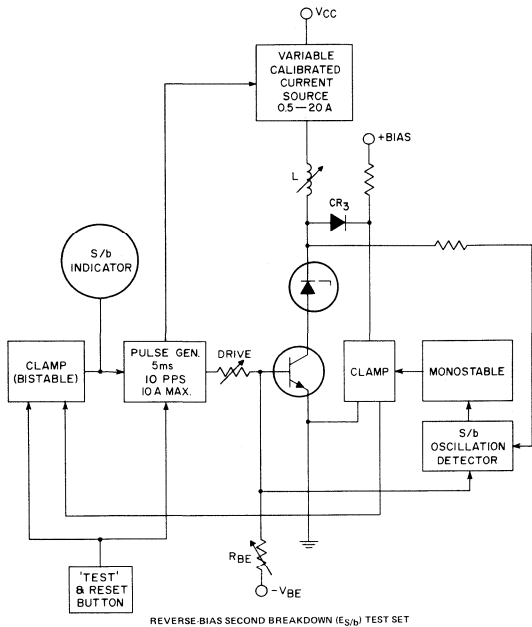 VCC
VARIABLE
CALIBRATED
CURRENT
SOURCE
0.5—20 A
+BIAS
L
CR3
S/b
INDICATOR
CLAMP
(BISTABLE)
PULSE GEN.
5ms
10 PPS
10 A MAX.
DRIVE
CLAMP
MONOSTABLE
S/b
OSCILLATION
DETECTOR
RBE
-VBE
'TEST'
& RESET
BUTTON
REVERSE-BIAS SECOND BREAKDOWN (ES/b) TEST SET